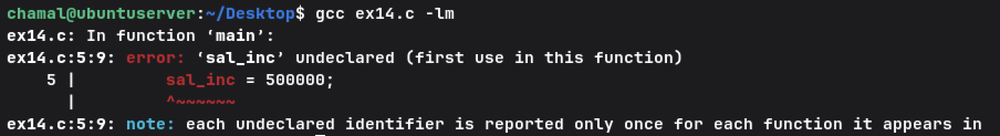 chamal@ubuntuserver:~/Desktop$ gcc ex14.c -lm
ex14.c: In function ‘main’:
ex14.c:5:9: error: ‘sal_inc’ undeclared (first use in this function)
    5 |         sal_inc = 500000;
      |         ^~~~~~~
ex14.c:5:9: note: each undeclared identifier is reported only once for each function it appears in